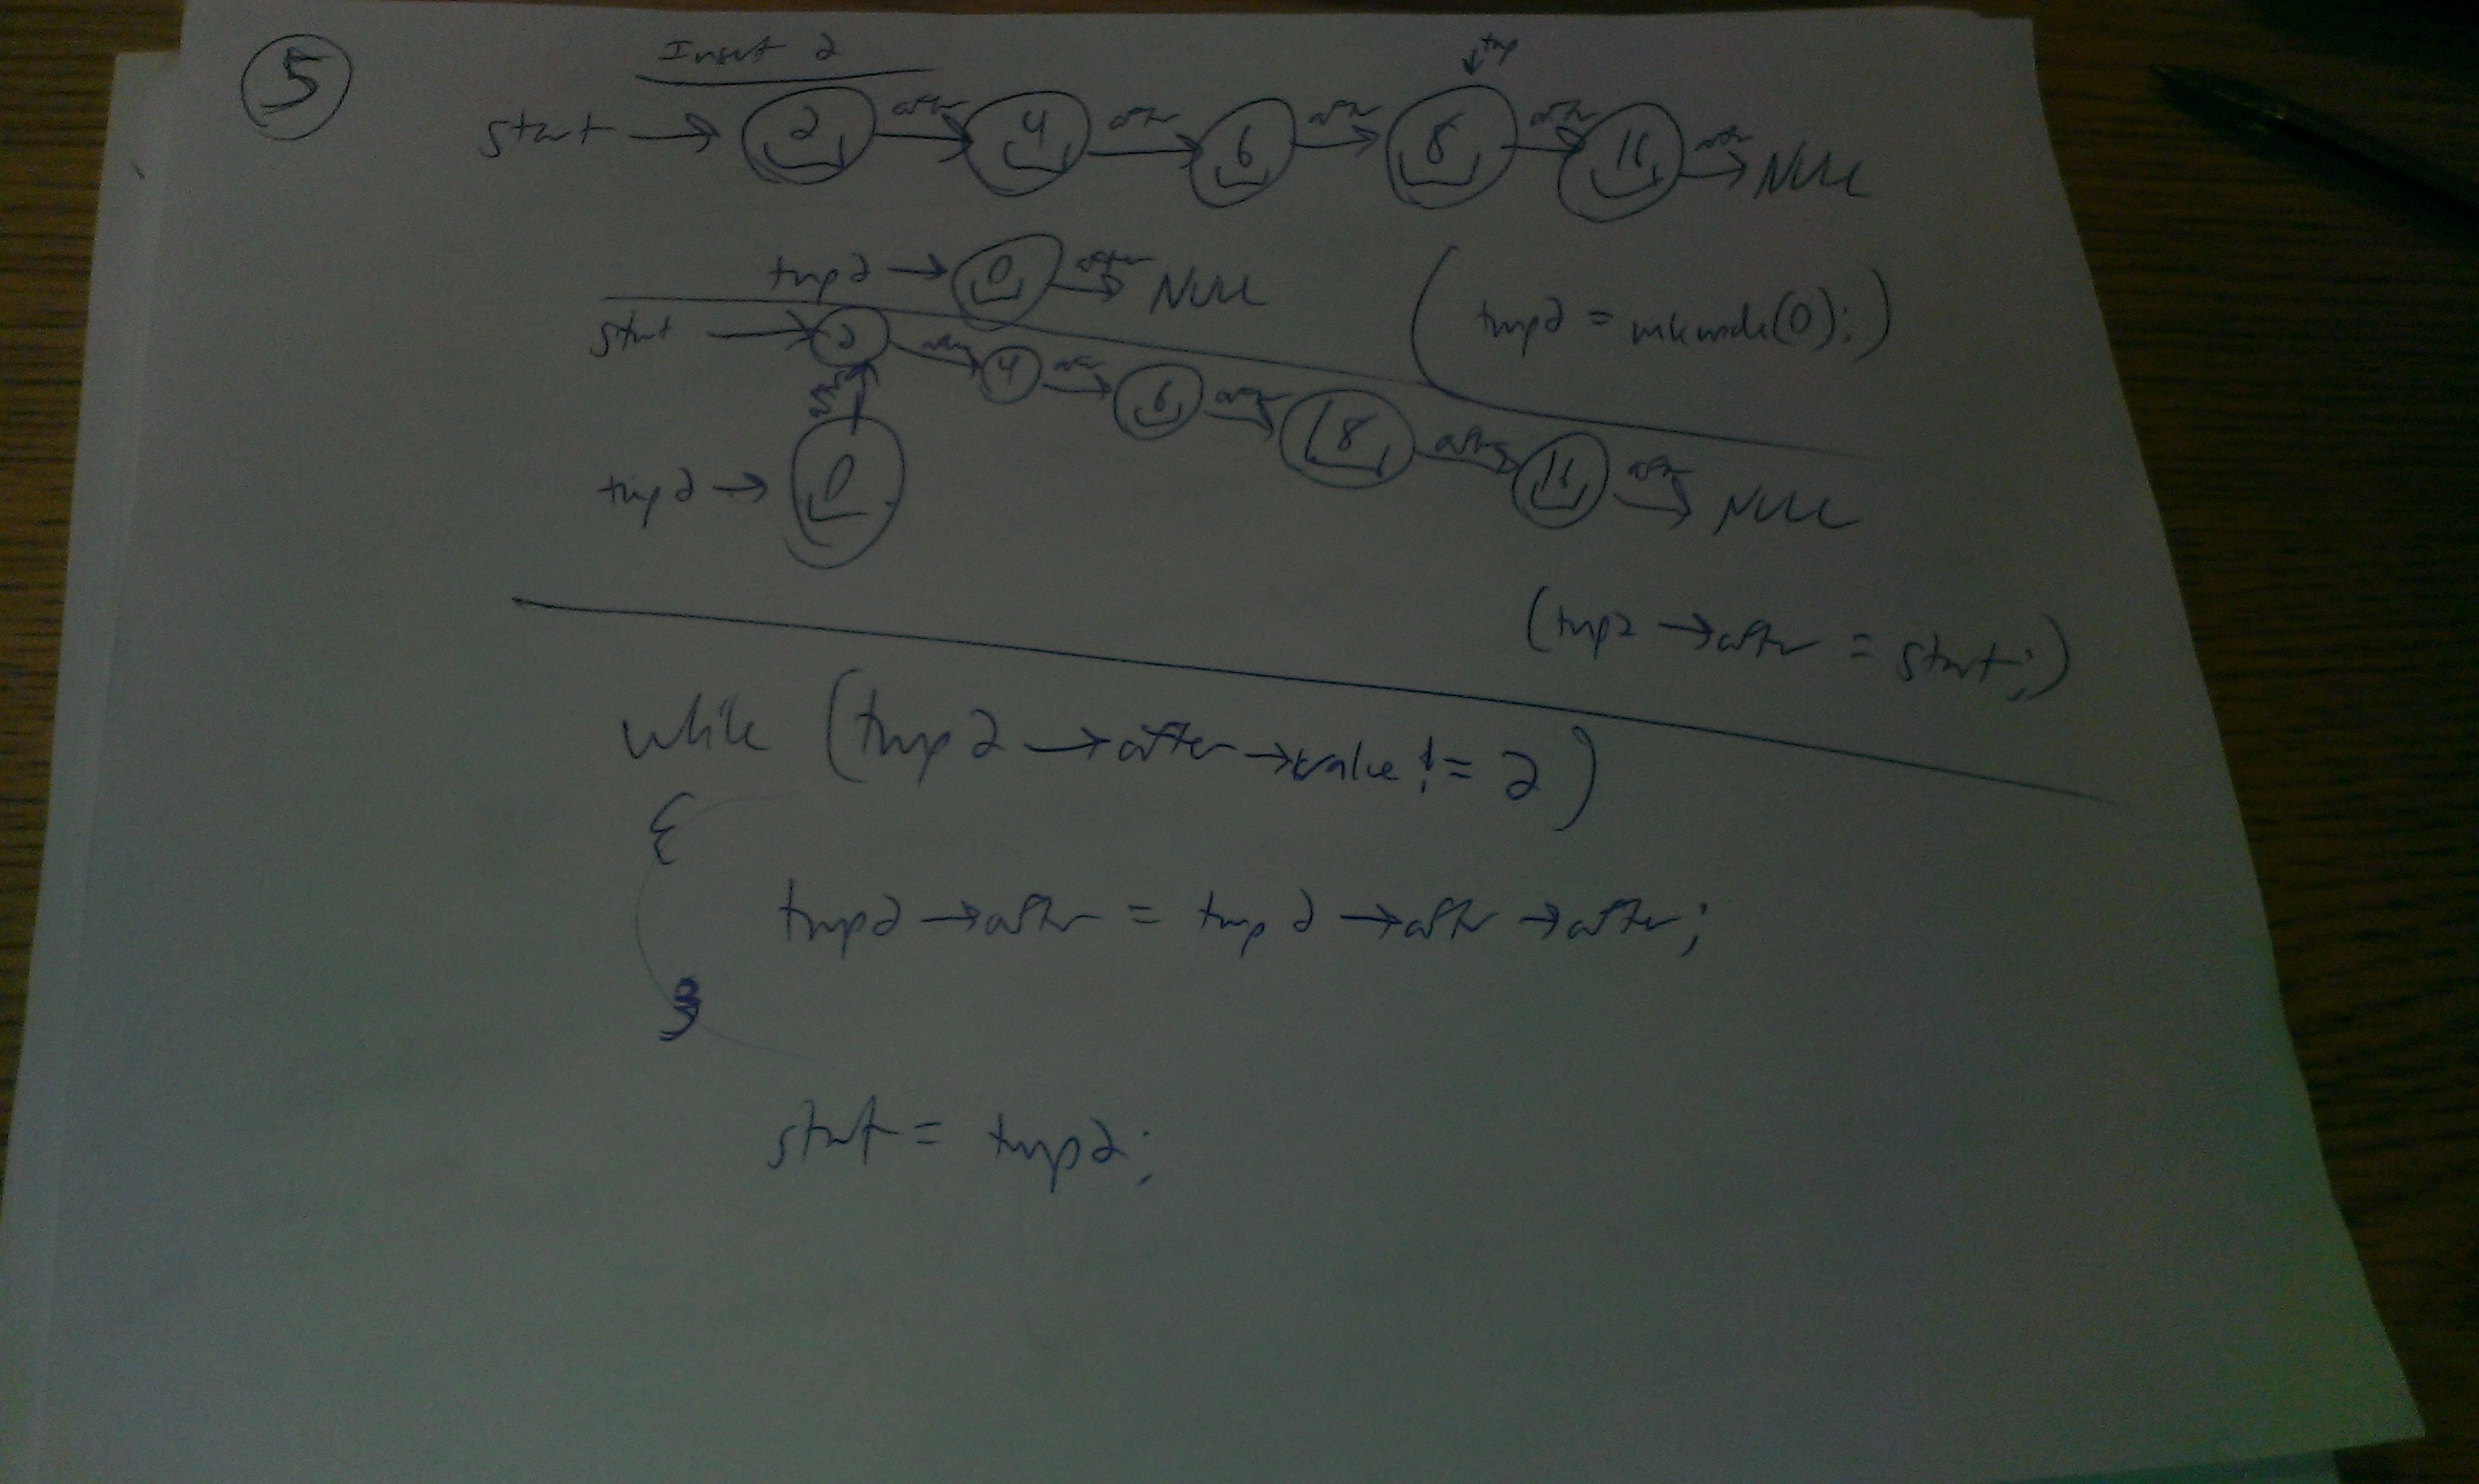 5
Insert 2
tmp
start → 2 after 4 after 6 after 8 after 11 after NULL
tmp2 → 0 after NULL
(tmp2 = mknode(0);)
start → 2 after 4 after 6 after 8 after 11 after NULL
after
tmp2 → 0
(tmp2 → after = start;)
while (tmp2 → after → value != 2)
{
tmp2 → after = tmp2 → after → after;
}
start = tmp2;